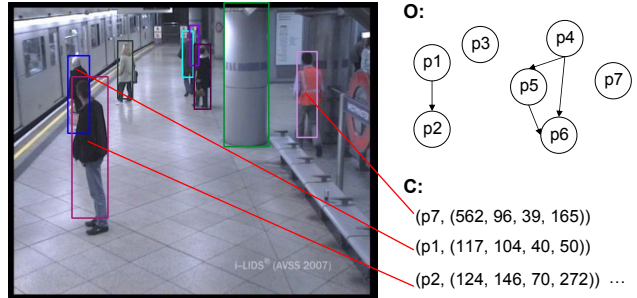 O:
p1
p3
p4
p5
p7
p2
p6
C:
(p7, (562, 96, 39, 165))
(p1, (117, 104, 40, 50))
(p2, (124, 146, 70, 272)) ...
i-LIDS® (AVSS 2007)